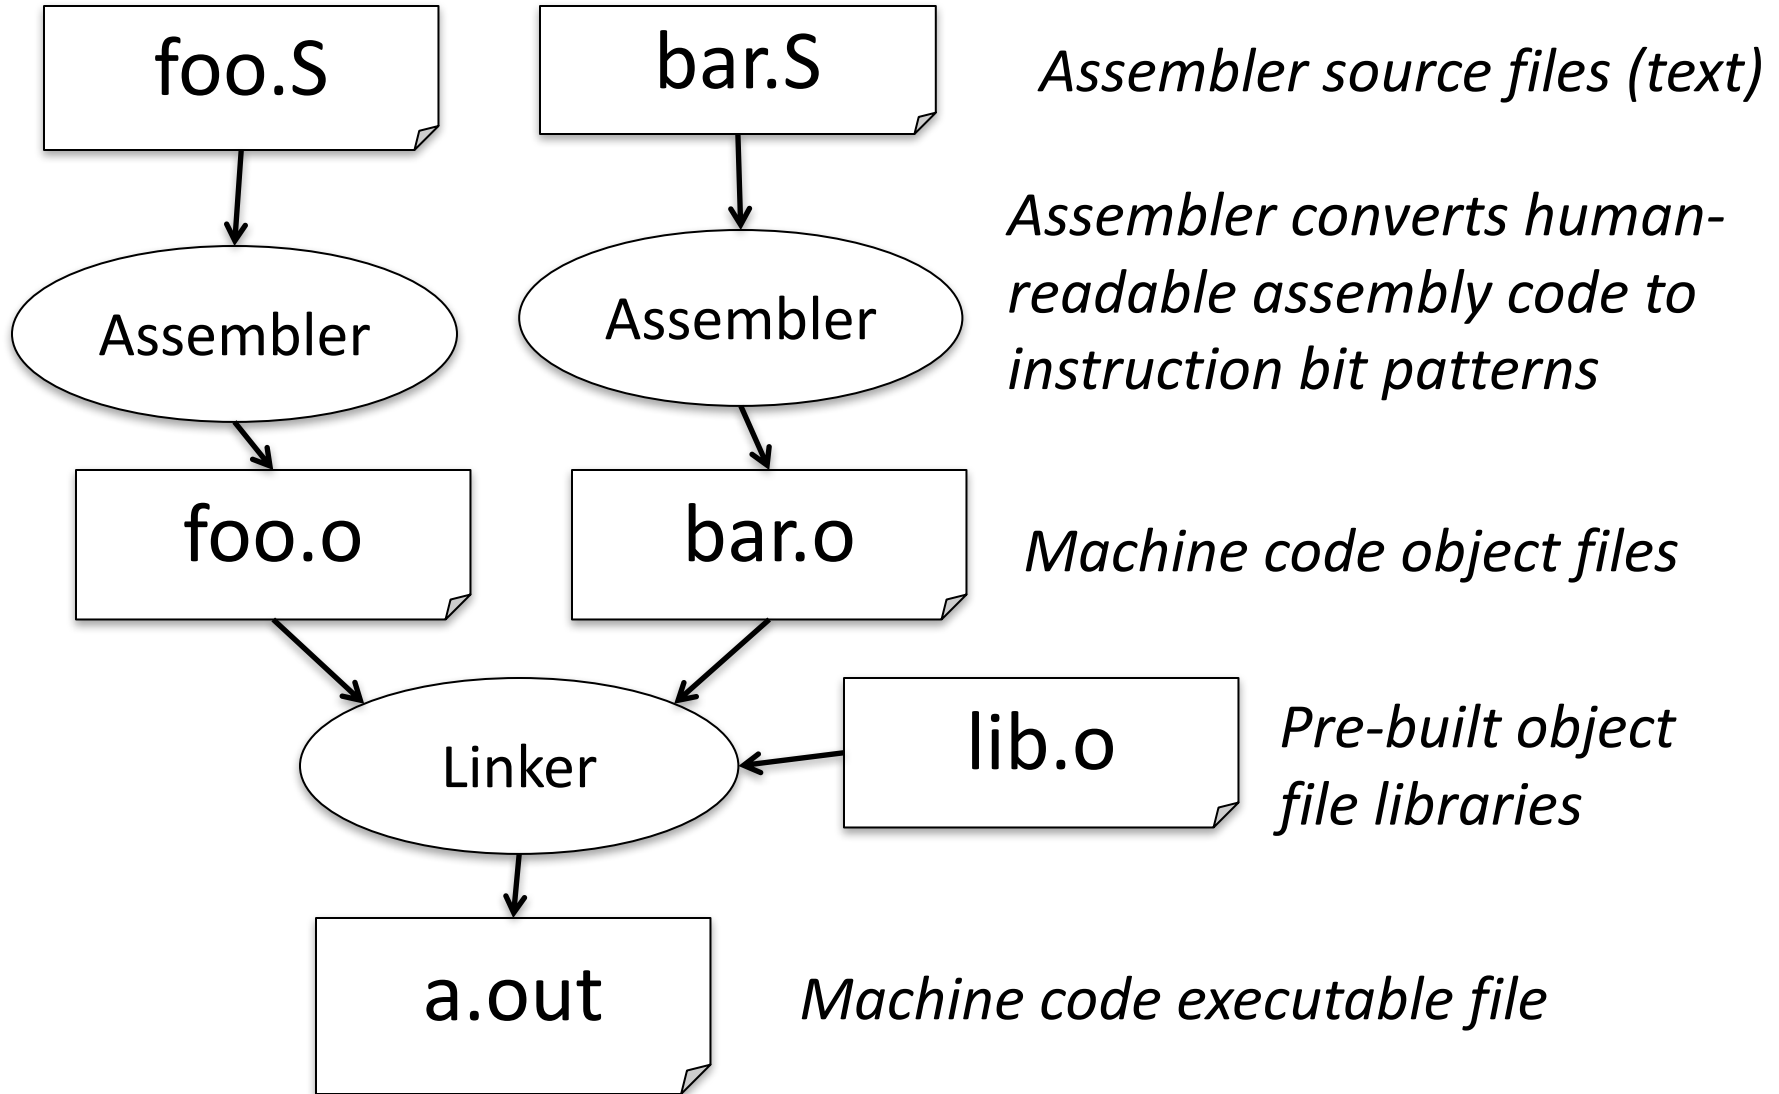 foo.S
bar.S
Assembler source files (text)
Assembler
Assembler
Assembler converts human-
readable assembly code to
instruction bit patterns
foo.o
bar.o
Machine code object files
Linker
lib.o
Pre-built object
file libraries
a.out
Machine code executable file